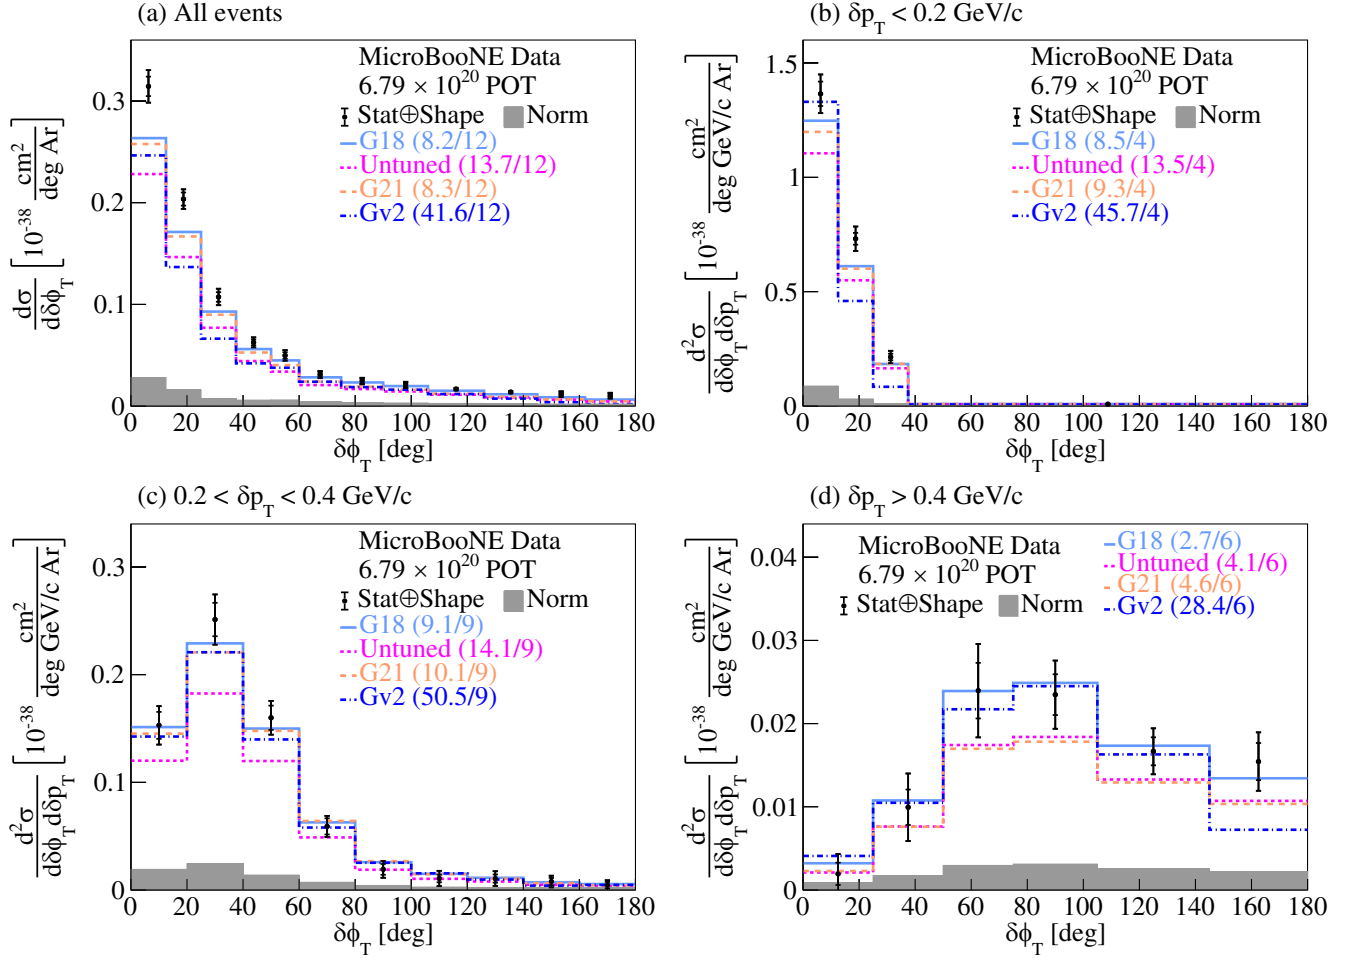 (a) All events
MicroBooNE Data
6.79 × 10²⁰ POT
Stat⊕Shape Norm
G18 (8.2/12)
Untuned (13.7/12)
G21 (8.3/12)
Gv2 (41.6/12)
dσ/dδϕ_T [10⁻³⁸ cm²/deg Ar]
0.3
0.2
0.1
0
0 20 40 60 80 100 120 140 160 180
δϕ_T [deg]
(b) δp_T < 0.2 GeV/c
MicroBooNE Data
6.79 × 10²⁰ POT
Stat⊕Shape Norm
G18 (8.5/4)
Untuned (13.5/4)
G21 (9.3/4)
Gv2 (45.7/4)
d²σ/dδϕ_T dδp_T [10⁻³⁸ cm²/deg GeV/c Ar]
1.5
1
0.5
0
0 20 40 60 80 100 120 140 160 180
δϕ_T [deg]
(c) 0.2 < δp_T < 0.4 GeV/c
MicroBooNE Data
6.79 × 10²⁰ POT
Stat⊕Shape Norm
G18 (9.1/9)
Untuned (14.1/9)
G21 (10.1/9)
Gv2 (50.5/9)
d²σ/dδϕ_T dδp_T [10⁻³⁸ cm²/deg GeV/c Ar]
0.3
0.2
0.1
0
0 20 40 60 80 100 120 140 160 180
δϕ_T [deg]
(d) δp_T > 0.4 GeV/c
MicroBooNE Data
6.79 × 10²⁰ POT
Stat⊕Shape Norm
G18 (2.7/6)
Untuned (4.1/6)
G21 (4.6/6)
Gv2 (28.4/6)
d²σ/dδϕ_T dδp_T [10⁻³⁸ cm²/deg GeV/c Ar]
0.04
0.03
0.02
0.01
0
0 20 40 60 80 100 120 140 160 180
δϕ_T [deg]